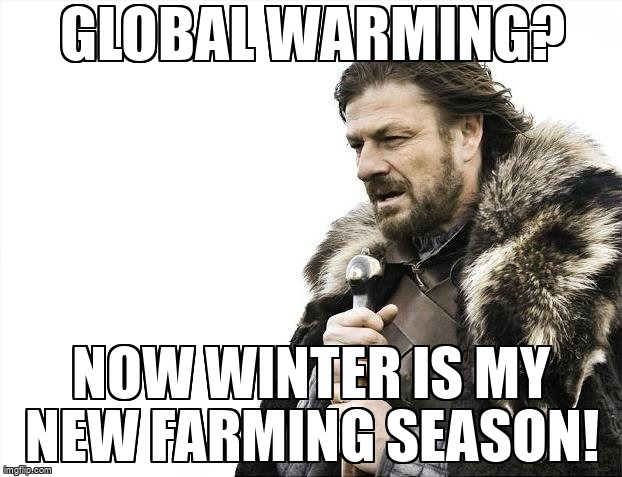 GLOBAL WARMING?
NOW WINTER IS MY
NEW FARMING SEASON!
imgflip.com